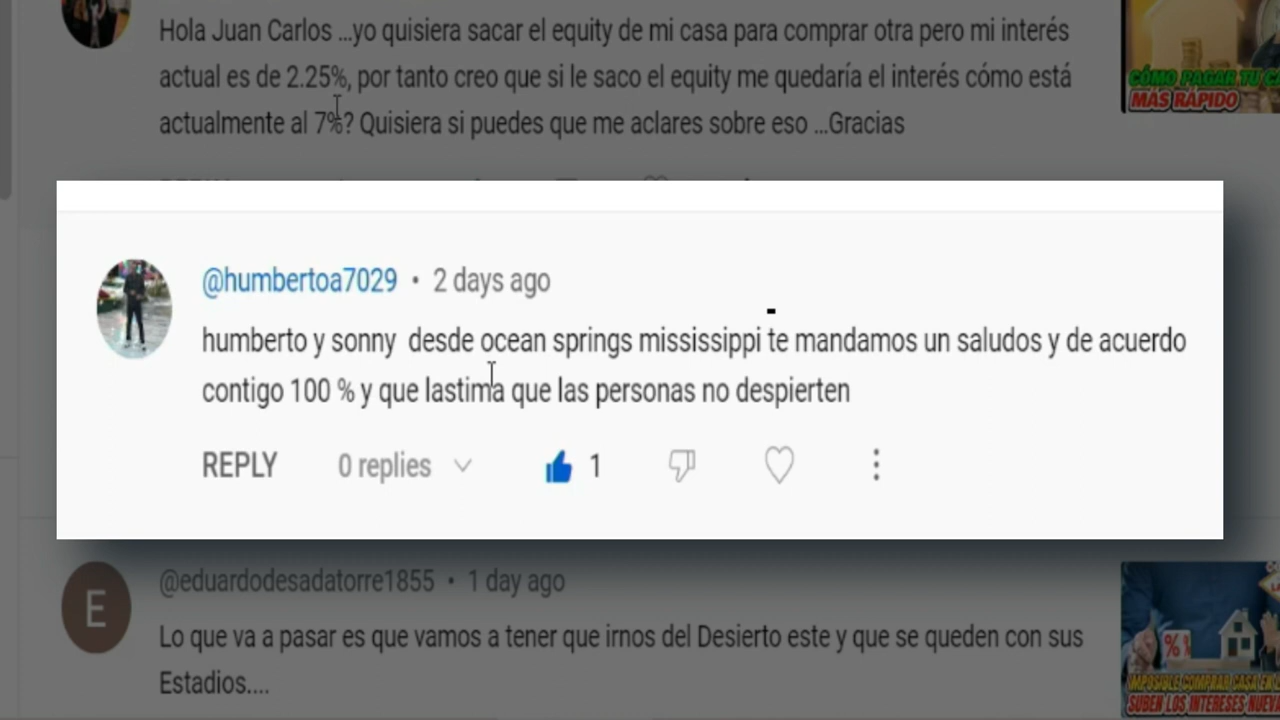 Hola Juan Carlos ...yo quisiera sacar el equity de mi casa para comprar otra pero mi interés
actual es de 2.25%, por tanto creo que si le saco el equity me quedaría el interés cómo está
actualmente al 7%? Quisiera si puedes que me aclares sobre eso ...Gracias
CÓMO PAGAR TU
MÁS RÁPIDO
@humbertoa7029 • 2 days ago
humberto y sonny desde ocean springs mississippi te mandamos un saludos y de acuerdo
contigo 100 % y que lastima que las personas no despierten
REPLY 0 replies 1
E
@eduardodesadatorre1855 • 1 day ago
Lo que va a pasar es que vamos a tener que irnos del Desierto este y que se queden con sus
Estadios....
%
IMPOSIBLE COMPRAR CASA EN
SUBEN LOS INTERESES